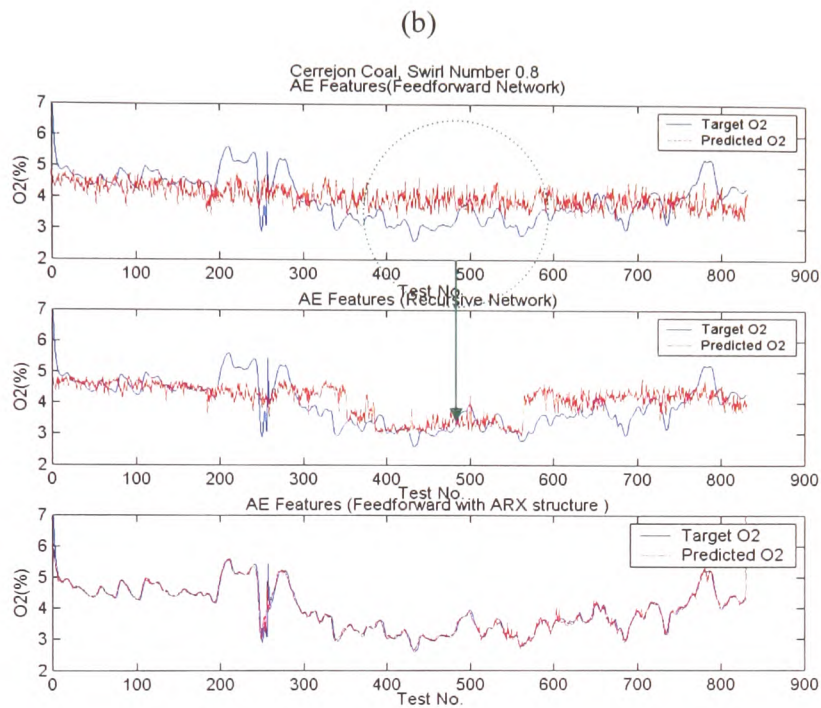 (b)
Cerrejon Coal, Swirl Number 0.8
AE Features(Feedforward Network)
7
6
5
4
3
2
O2(%)
Target O2
Predicted O2
0 100 200 300 400 500 600 700 800 900
Test No.
AE Features (Recursive Network)
7
6
5
4
3
2
O2(%)
Target O2
Predicted O2
0 100 200 300 400 500 600 700 800 900
Test No.
AE Features (Feedforward with ARX structure )
7
6
5
4
3
2
O2(%)
Target O2
Predicted O2
0 100 200 300 400 500 600 700 800 900
Test No.